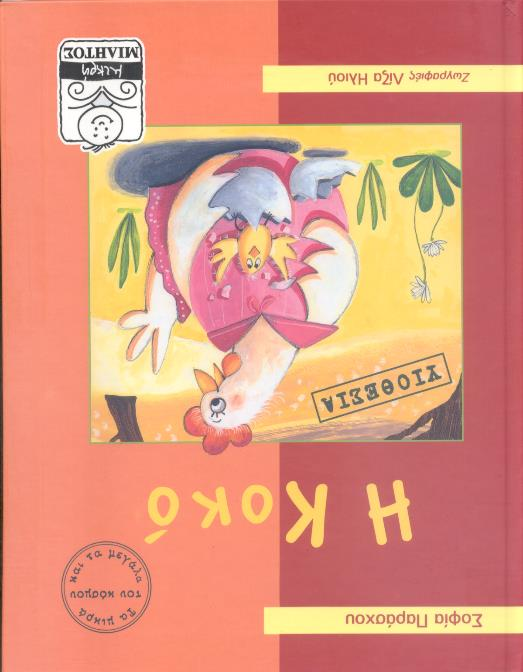 Σοφία Παράσχου
Τα μικρά
και τα μεγάλα
του κόσμου
Η Κοκό
ΥΙΟΘΕΣΙΑ
Ζωγραφιές Λίζα Ηλιού
Μικρή
ΜΙΛΗΤΟΣ